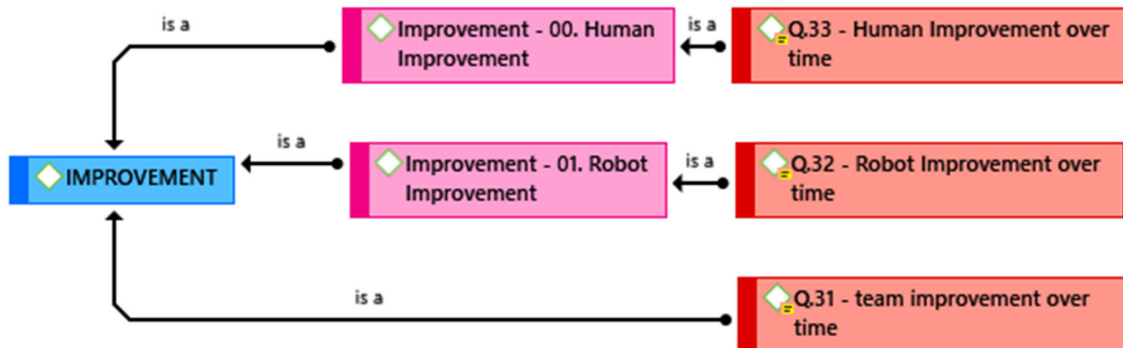 is a
Improvement - 00. Human
Improvement
is a
Q.33 - Human Improvement over
time
IMPROVEMENT
is a
Improvement - 01. Robot
Improvement
is a
Q.32 - Robot Improvement over
time
is a
Q.31 - team improvement over
time